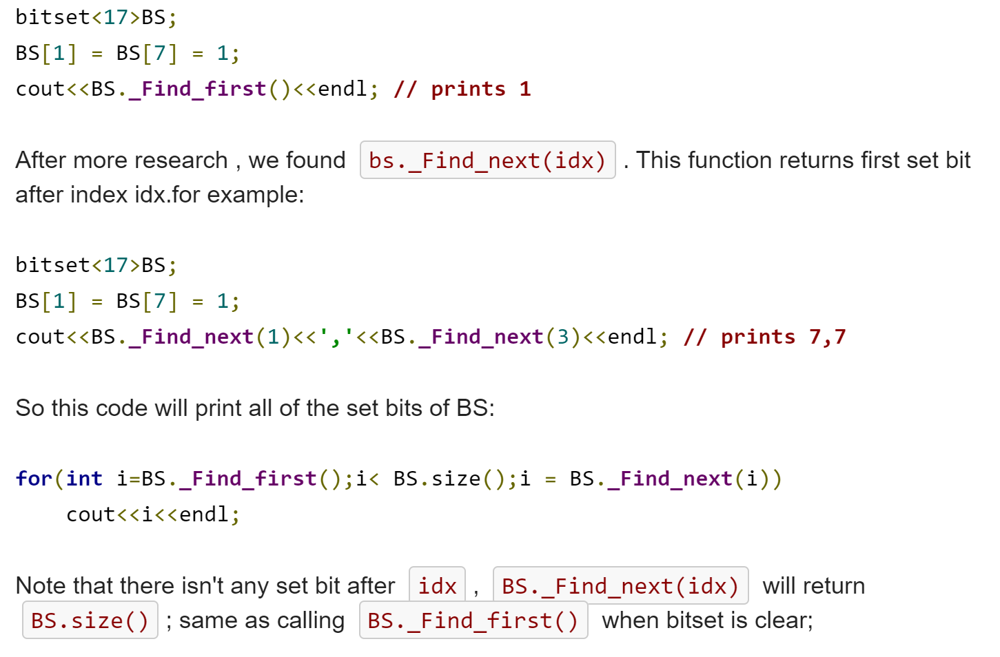 bitset<17>BS;
BS[1] = BS[7] = 1;
cout<<BS._Find_first()<<endl; // prints 1
After more research , we found bs._Find_next(idx) . This function returns first set bit
after index idx.for example:
bitset<17>BS;
BS[1] = BS[7] = 1;
cout<<BS._Find_next(1)<<','<<BS._Find_next(3)<<endl; // prints 7,7
So this code will print all of the set bits of BS:
for(int i=BS._Find_first();i< BS.size();i = BS._Find_next(i))
    cout<<i<<endl;
Note that there isn't any set bit after idx , BS._Find_next(idx) will return
BS.size() ; same as calling BS._Find_first() when bitset is clear;